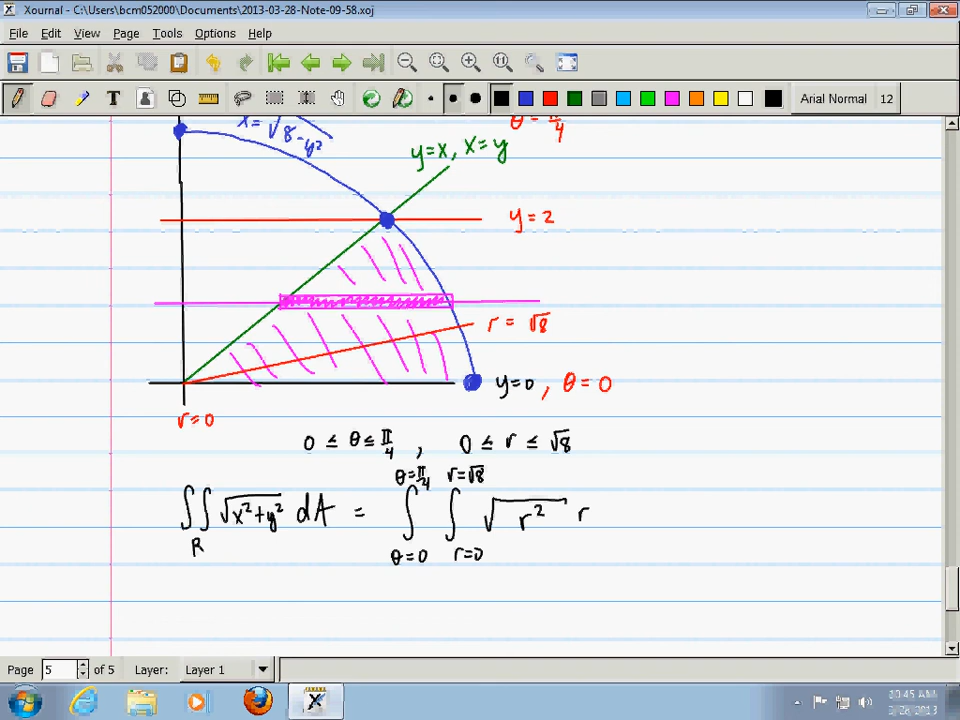 Xournal - C:\Users\bcm052000\Documents\2013-03-28-Note-09-58.xoj
File Edit View Page Tools Options Help
Arial Normal 12
x = √8-y²
θ = π/4
y=x, x=y
y = 2
r = √8
y=0, θ = 0
r=0
0 ≤ θ ≤ π/4 , 0 ≤ r ≤ √8
θ=π/4 r=√8
∫∫ √x²+y² dA = ∫ ∫ √r² r
R θ=0 r=0
Page 5 of 5 Layer: Layer 1
10:45 AM